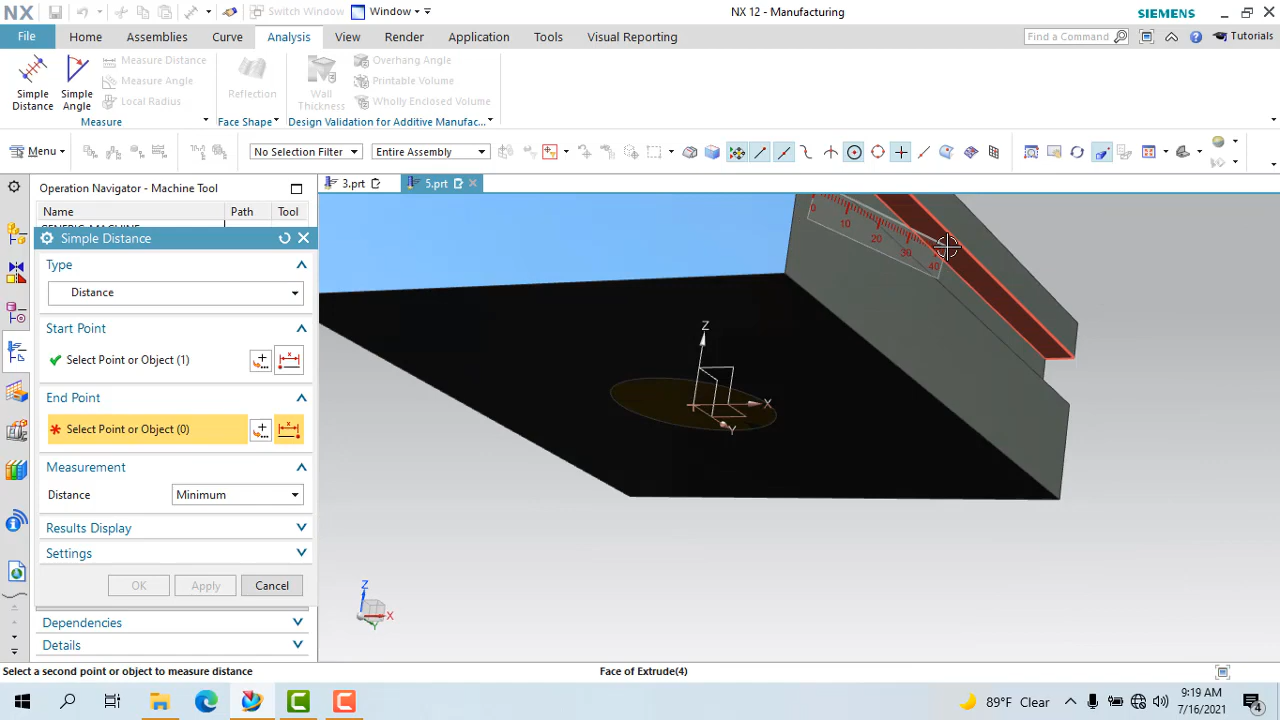 NX Switch Window Window NX 12 - Manufacturing SIEMENS
File Home Assemblies Curve Analysis View Render Application Tools Visual Reporting Find a Command Tutorials
Simple Distance
Simple Angle
Measure Distance
Measure Angle
Local Radius
Reflection
Wall Thickness
Overhang Angle
Printable Volume
Wholly Enclosed Volume
Measure Face Shape Design Validation for Additive Manufac...
Menu No Selection Filter Entire Assembly
Operation Navigator - Machine Tool 3.prt 5.prt
Name Path Tool
Simple Distance
Type
Distance
Start Point
Select Point or Object (1)
End Point
* Select Point or Object (0)
Measurement
Distance Minimum
Results Display
Settings
OK Apply Cancel
Dependencies
Details
0
10
20
30
40
Z
X
Y
Z
X
Y
Select a second point or object to measure distance Face of Extrude(4)
89°F Clear
9:19 AM
7/16/2021
4